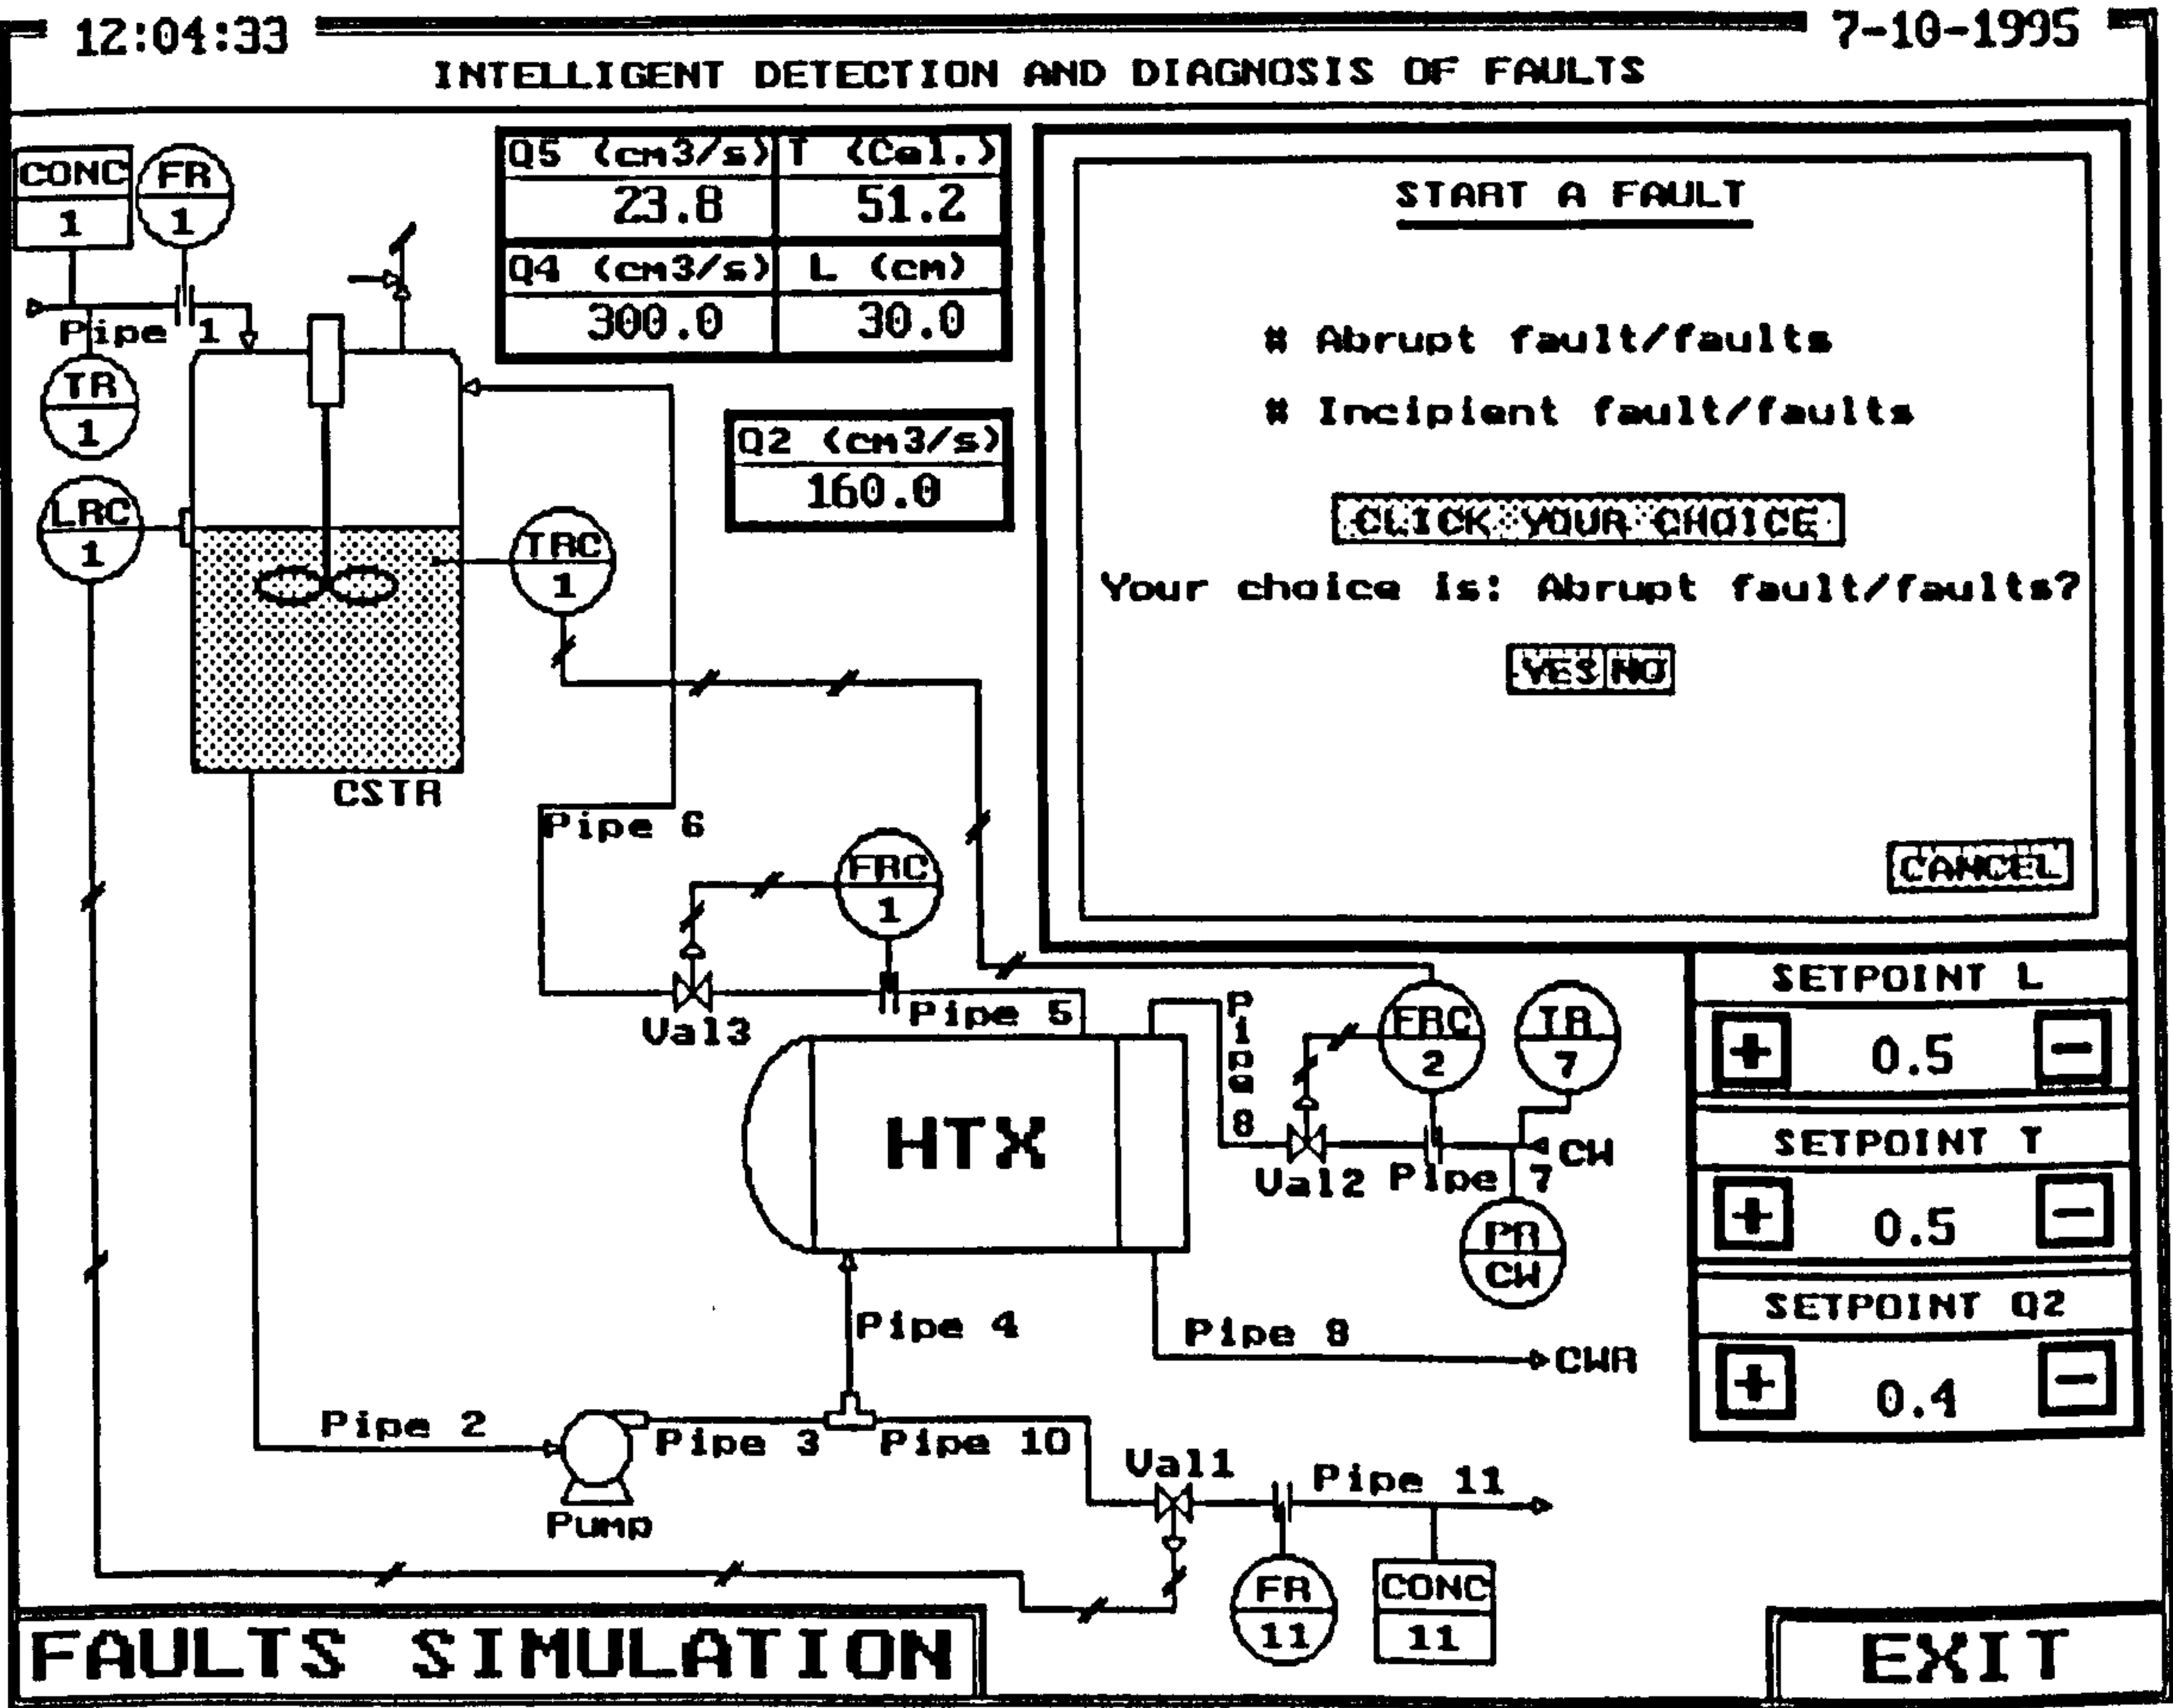 12:04:33
7-10-1995
INTELLIGENT DETECTION AND DIAGNOSIS OF FAULTS
CONC
1
FR
1
Pipe 1
TR
1
LRC
1
TRC
1
CSTR
Q5 (cm3/s) T (Cel.)
23.8 51.2
Q4 (cm3/s) L (cm)
300.0 30.0
Q2 (cm3/s)
160.0
START A FAULT
# Abrupt fault/faults
# Incipient fault/faults
CLICK YOUR CHOICE
Your choice is: Abrupt fault/faults?
YES NO
CANCEL
Pipe 6
FRC
1
Val3
Pipe 5
HTX
Pipe 8
FRC
2
TR
7
Val2
Pipe 7
CW
PR
CW
Pipe 4
Pipe 9
CWR
Pipe 2
Pump
Pipe 3
Pipe 10
Val1
Pipe 11
FR
11
CONC
11
SETPOINT L
+ 0.5 -
SETPOINT T
+ 0.5 -
SETPOINT Q2
+ 0.4 -
FAULTS SIMULATION
EXIT